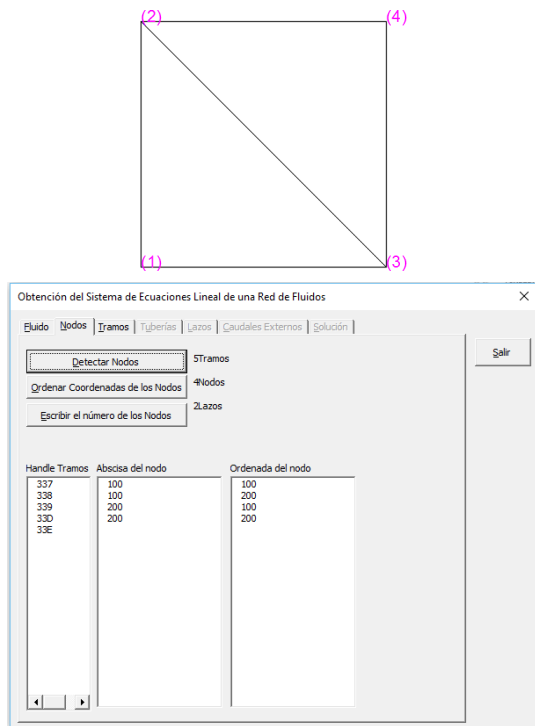 (2) (4)
(1) (3)
Obtención del Sistema de Ecuaciones Lineal de una Red de Fluidos
Fluido Nodos Tramos Tuberías Lazos Caudales Externos Solución
Salir
Detectar Nodos 5Tramos
Ordenar Coordenadas de los Nodos 4Nodos
Escribir el número de los Nodos 2Lazos
Handle Tramos Abscisa del nodo Ordenada del nodo
337 100 100
338 100 200
339 200 100
33D 200 200
33E